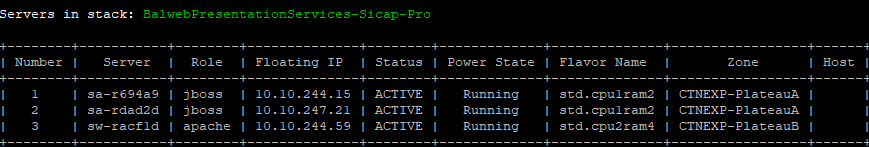 Servers in stack: BalwebPresentationServices-Sicap-Pro
+--------+-----------+--------+---------------+--------+-------------+---------------+-----------------+------+
| Number |   Server  |  Role  |  Floating IP  | Status | Power State |  Flavor Name  |       Zone      | Host |
+--------+-----------+--------+---------------+--------+-------------+---------------+-----------------+------+
|   1    | sa-r694a9 | jboss  | 10.10.244.15  | ACTIVE |   Running   | std.cpu1ram2  | CTNEXP-PlateauA |      |
|   2    | sa-rdad2d | jboss  | 10.10.247.21  | ACTIVE |   Running   | std.cpu1ram2  | CTNEXP-PlateauA |      |
|   3    | sw-racf1d | apache | 10.10.244.59  | ACTIVE |   Running   | std.cpu2ram4  | CTNEXP-PlateauB |      |
+--------+-----------+--------+---------------+--------+-------------+---------------+-----------------+------+